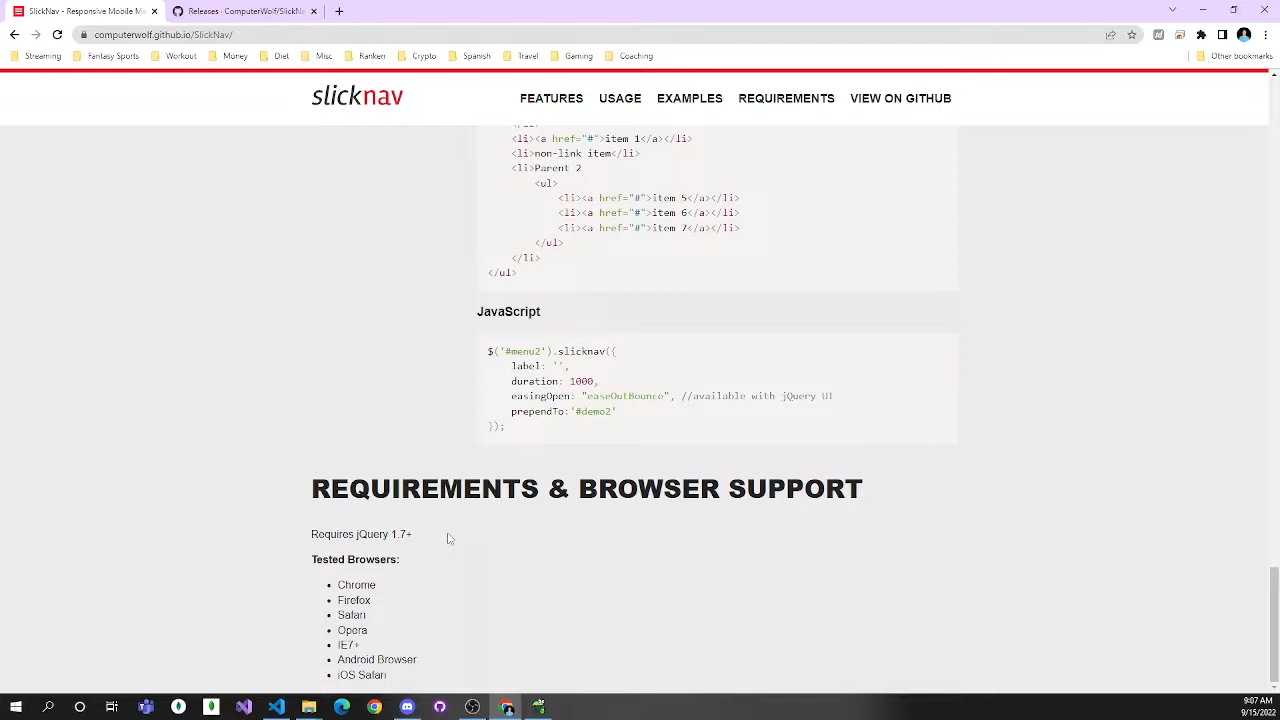 SlickNav - Responsive Mobile Me
Releases · ComputerWolf/SlickNa
computerwolf.github.io/SlickNav/
Streaming
Fantasy Sports
Workout
Money
Diet
Misc
Ranken
Crypto
Spanish
Travel
Gaming
Coaching
Other bookmarks
slicknav
FEATURES
USAGE
EXAMPLES
REQUIREMENTS
VIEW ON GITHUB
</li>
<li><a href="#">item 1</a></li>
<li>non-link item</li>
<li>Parent 2
<ul>
<li><a href="#">item 5</a></li>
<li><a href="#">item 6</a></li>
<li><a href="#">item 7</a></li>
</ul>
</li>
</ul>
JavaScript
$('#menu2').slicknav({
label: '',
duration: 1000,
easingOpen: "easeOutBounce", //available with jQuery UI
prependTo:'#demo2'
});
REQUIREMENTS & BROWSER SUPPORT
Requires jQuery 1.7+
Tested Browsers:
• Chrome
• Firefox
• Safari
• Opera
• IE7+
• Android Browser
• iOS Safari
9:07 AM
9/15/2022